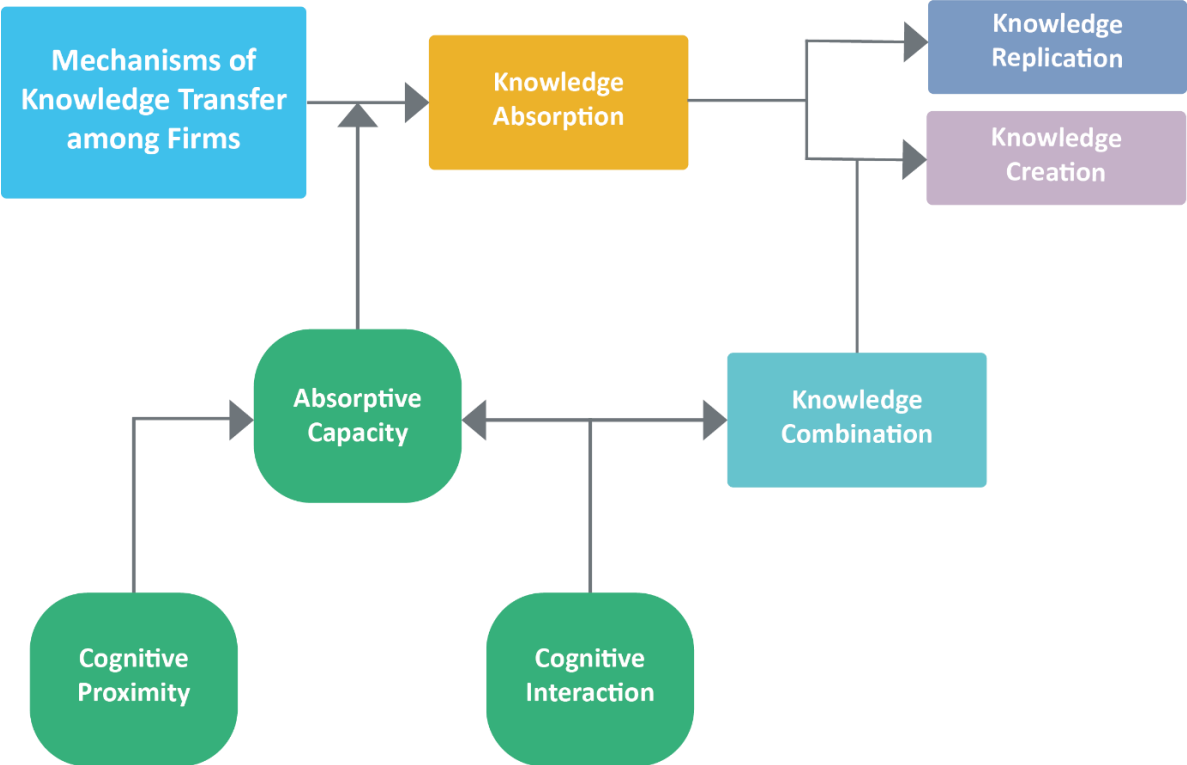 Mechanisms of
Knowledge Transfer
among Firms
Knowledge
Absorption
Knowledge
Replication
Knowledge
Creation
Absorptive
Capacity
Knowledge
Combination
Cognitive
Proximity
Cognitive
Interaction